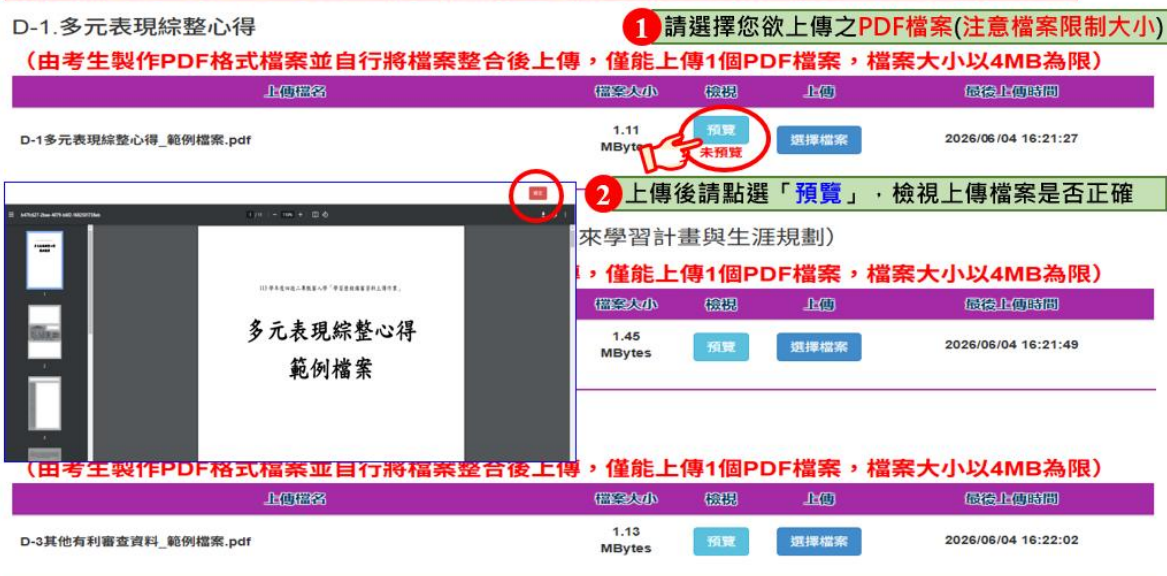 D-1.多元表現綜整心得
1 請選擇您欲上傳之PDF檔案(注意檔案限制大小)
（由考生製作PDF格式檔案並自行將檔案整合後上傳，僅能上傳1個PDF檔案，檔案大小以4MB為限）
上傳檔名 檔案大小 檢視 上傳 最後上傳時間
D-1多元表現綜整心得_範例檔案.pdf 1.11 MBytes 預覽 未預覽 選擇檔案 2026/06/04 16:21:27
2 上傳後請點選「預覽」，檢視上傳檔案是否正確
多元表現綜整心得
範例檔案
來學習計畫與生涯規劃）
，僅能上傳1個PDF檔案，檔案大小以4MB為限）
檔案大小 檢視 上傳 最後上傳時間
1.45 MBytes 預覽 選擇檔案 2026/06/04 16:21:49
（由考生製作PDF格式檔案並自行將檔案整合後上傳，僅能上傳1個PDF檔案，檔案大小以4MB為限）
上傳檔名 檔案大小 檢視 上傳 最後上傳時間
D-3其他有利審查資料_範例檔案.pdf 1.13 MBytes 預覽 選擇檔案 2026/06/04 16:22:02